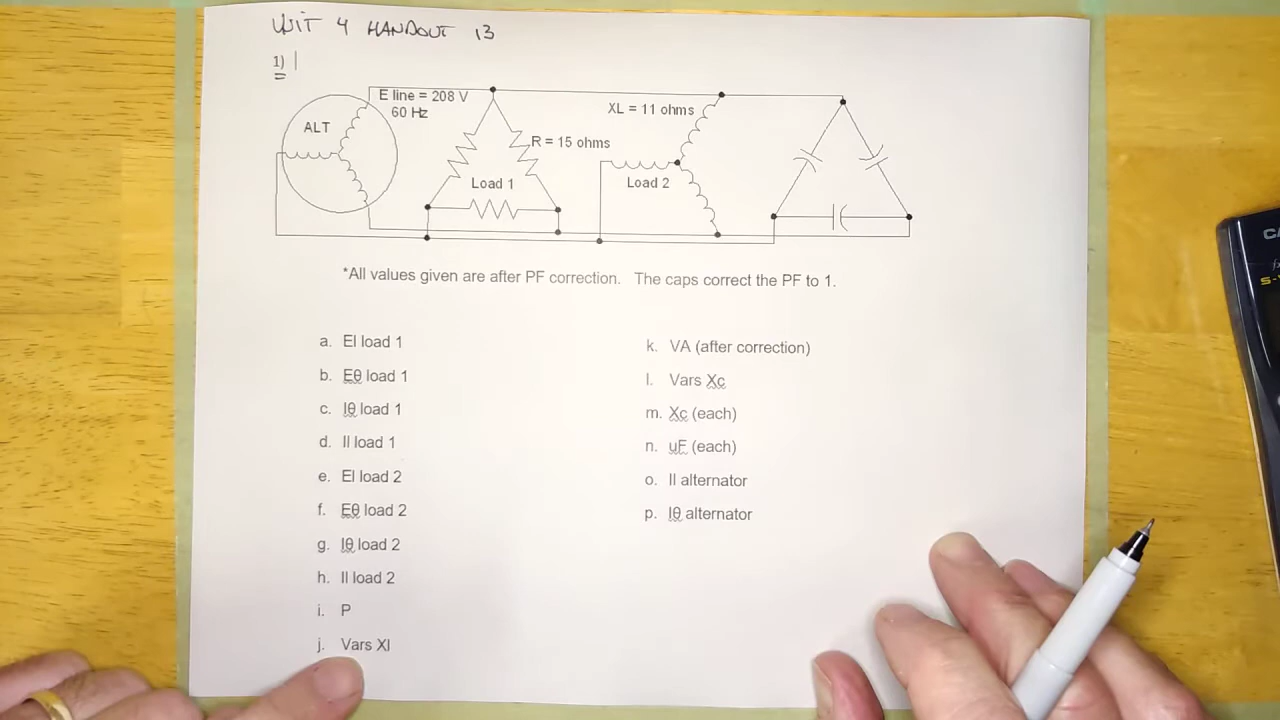 UNIT 4 HANDOUT 13
1)
E line = 208 V
60 Hz
ALT
R = 15 ohms
Load 1
XL = 11 ohms
Load 2
*All values given are after PF correction. The caps correct the PF to 1.
a. El load 1
b. Eθ load 1
c. Iθ load 1
d. Il load 1
e. El load 2
f. Eθ load 2
g. Iθ load 2
h. Il load 2
i. P
j. Vars Xl
k. VA (after correction)
l. Vars Xc
m. Xc (each)
n. uF (each)
o. Il alternator
p. Iθ alternator
CA
S-